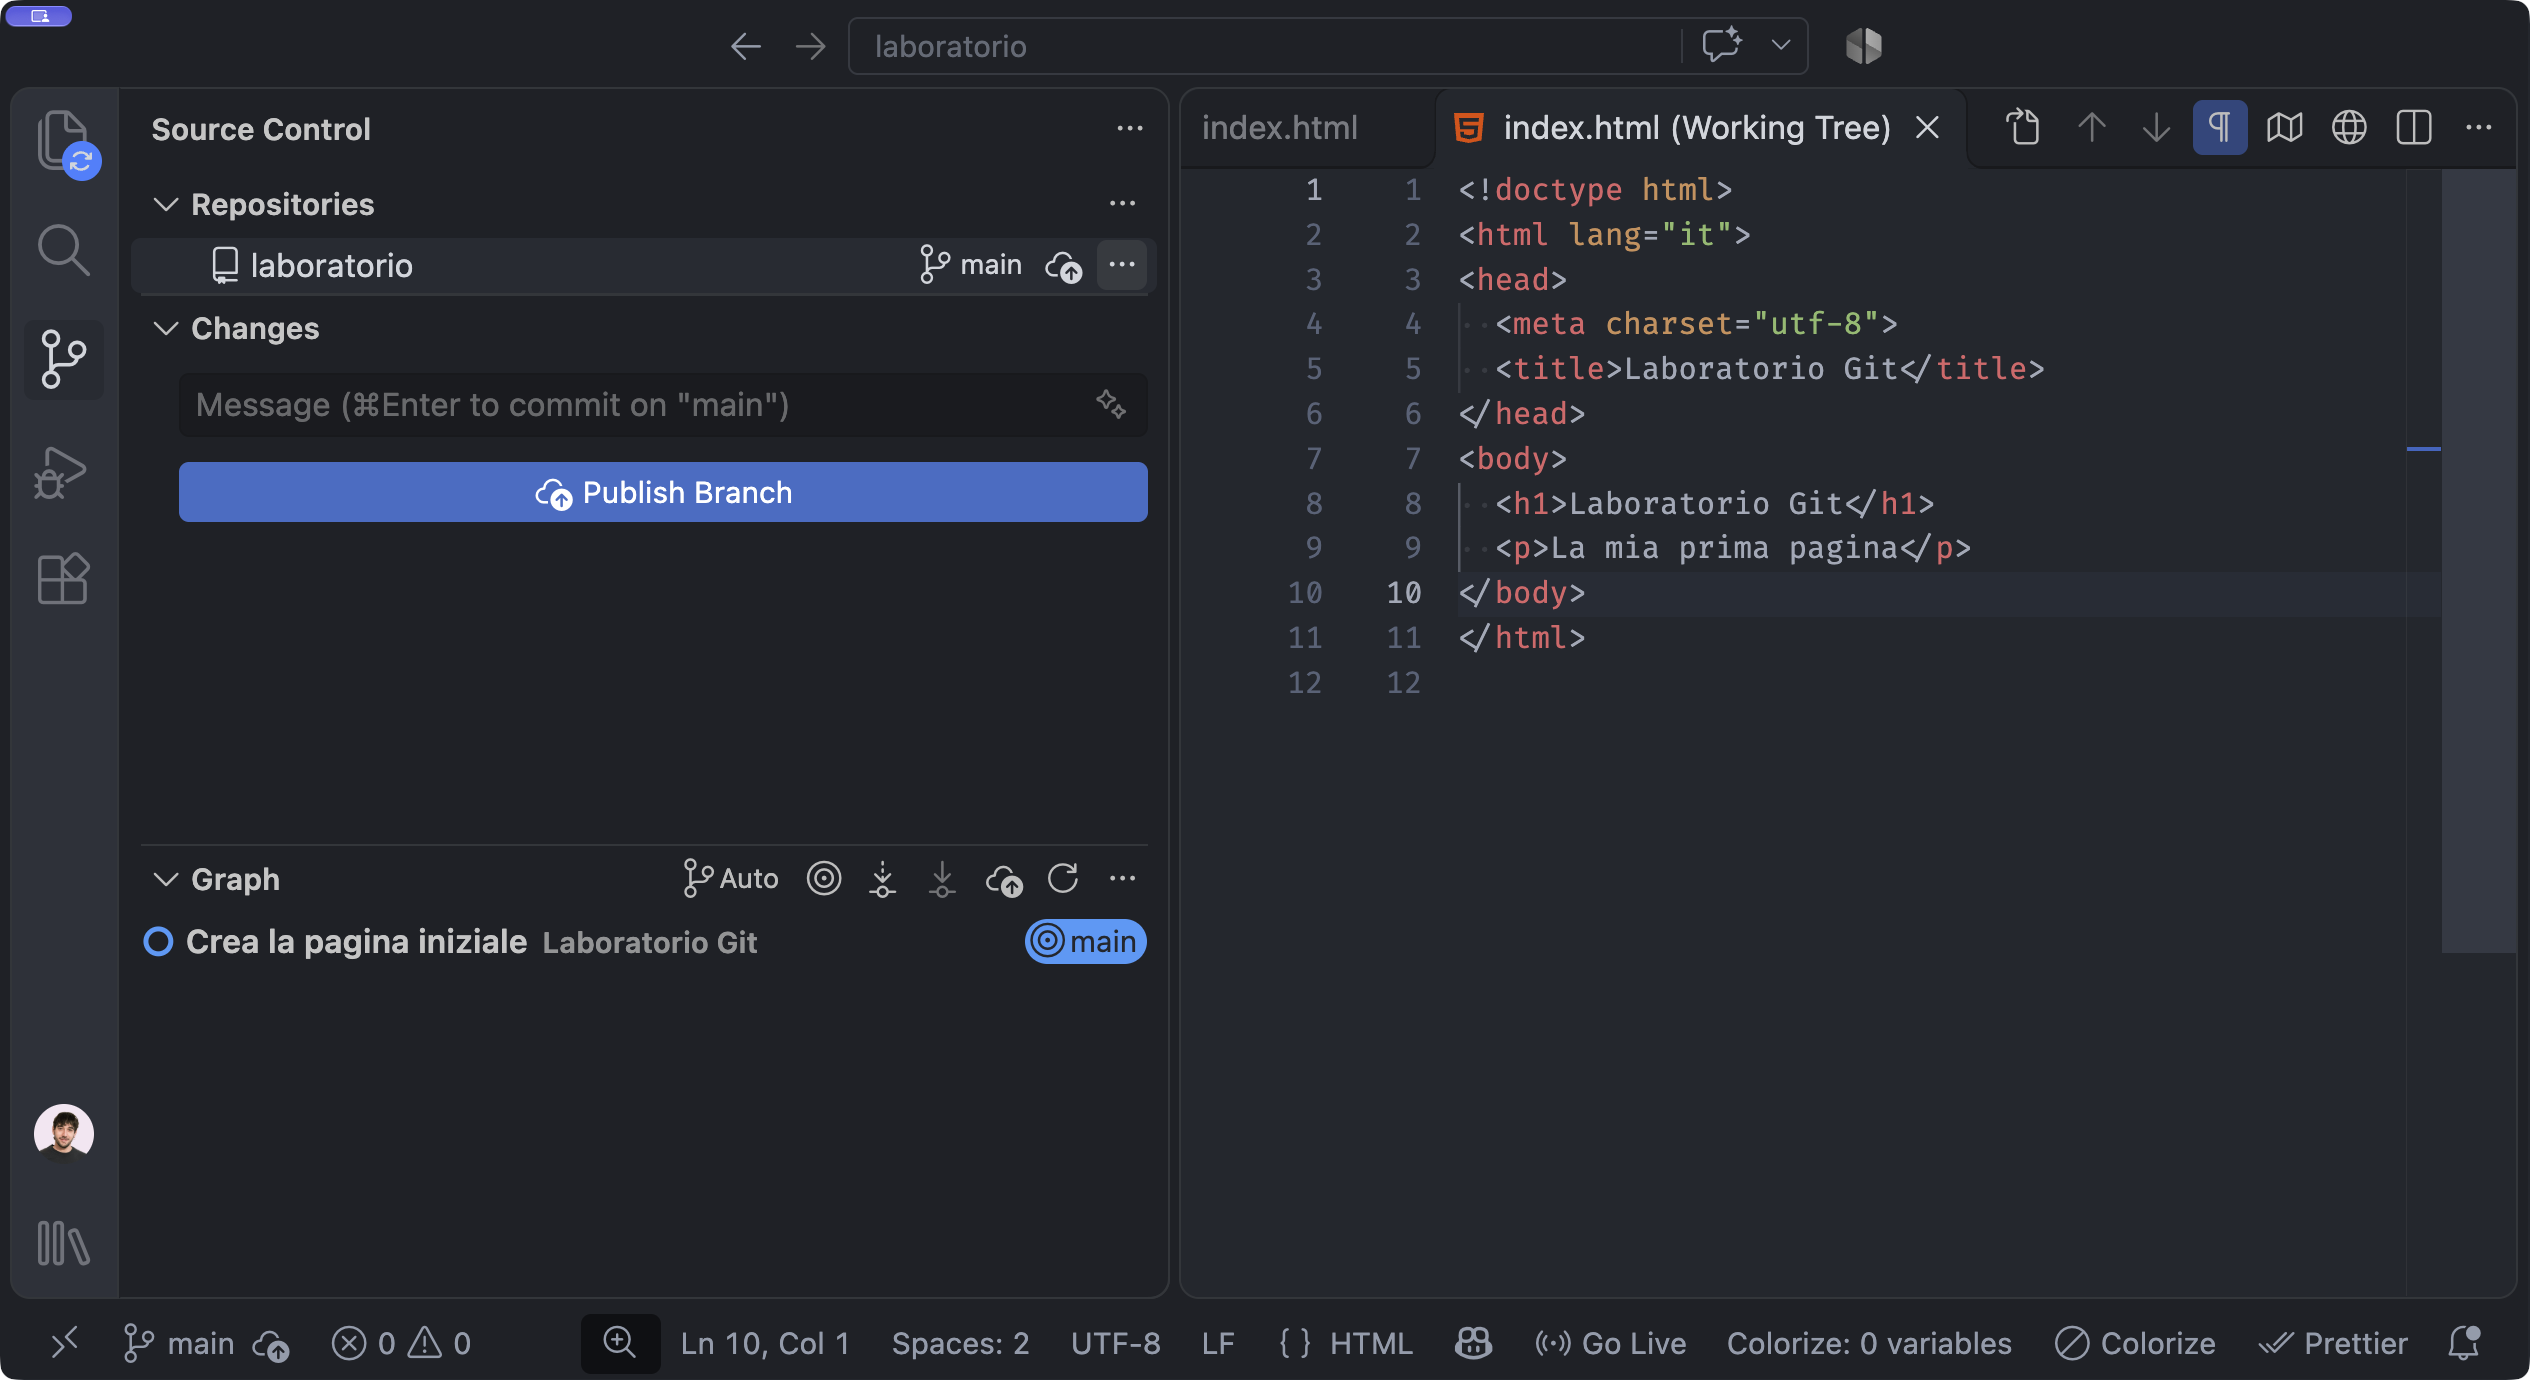 laboratorio
Source Control
Repositories
laboratorio main
Changes
Message (⌘Enter to commit on "main")
Publish Branch
Graph Auto
Crea la pagina iniziale Laboratorio Git main
index.html index.html (Working Tree)
1 1 <!doctype html>
2 2 <html lang="it">
3 3 <head>
4 4 <meta charset="utf-8">
5 5 <title>Laboratorio Git</title>
6 6 </head>
7 7 <body>
8 8 <h1>Laboratorio Git</h1>
9 9 <p>La mia prima pagina</p>
10 10 </body>
11 11 </html>
12 12
main 0 0 Ln 10, Col 1 Spaces: 2 UTF-8 LF {} HTML Go Live Colorize: 0 variables Colorize Prettier